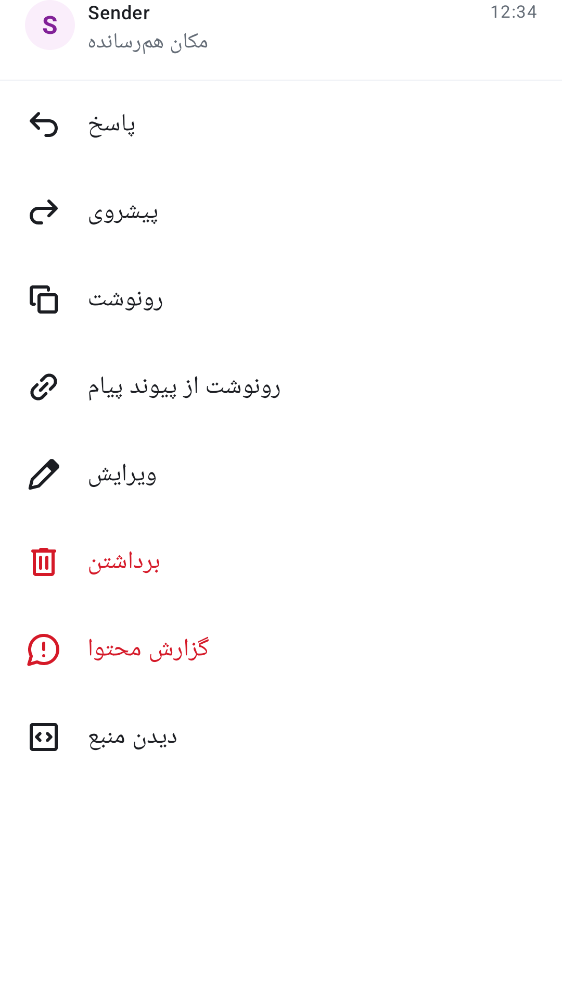 S
Sender
12:34
مکان هم‌رسانده
پاسخ
پیشروی
رونوشت
رونوشت از پیوند پیام
ویرایش
برداشتن
گزارش محتوا
دیدن منبع